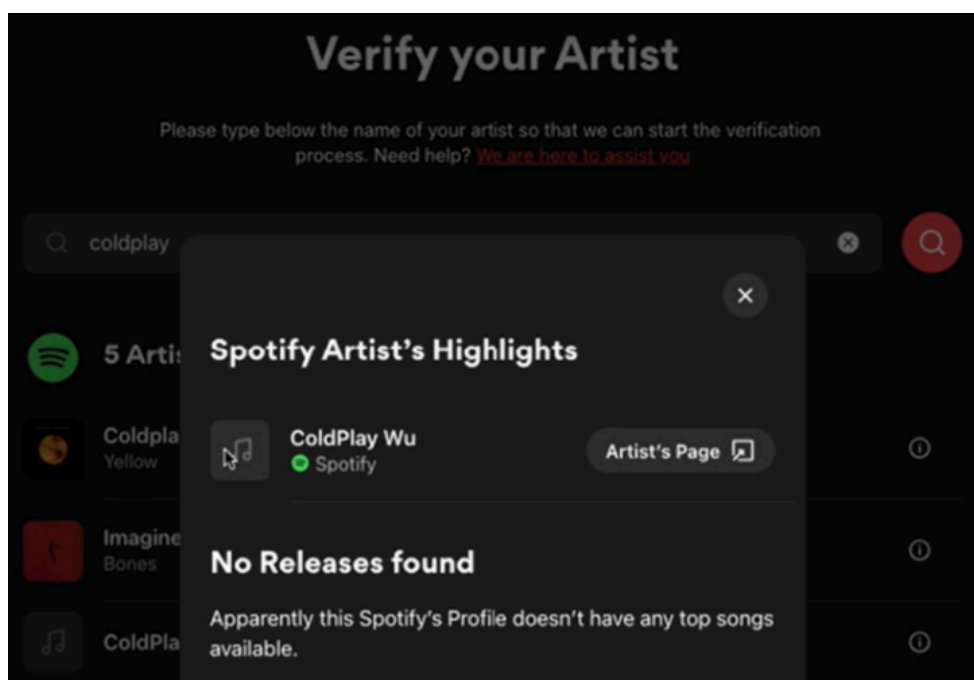 Verify your Artist
Please type below the name of your artist so that we can start the verification
process. Need help? We are here to assist you
coldplay
Spotify Artist's Highlights
5 Artis
ColdPlay Wu
Spotify
Artist's Page
Coldpla
Yellow
No Releases found
Imagine
Bones
Apparently this Spotify's Profile doesn't have any top songs
available.
ColdPla